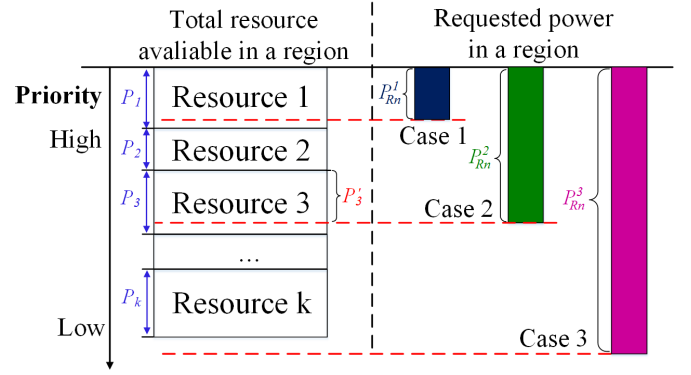 Total resource
avaliable in a region
Requested power
in a region
Priority
High
Low
P1
Resource 1
P2
Resource 2
P3
Resource 3
P'3
...
Pk
Resource k
P1Rn
Case 1
P2Rn
Case 2
P3Rn
Case 3